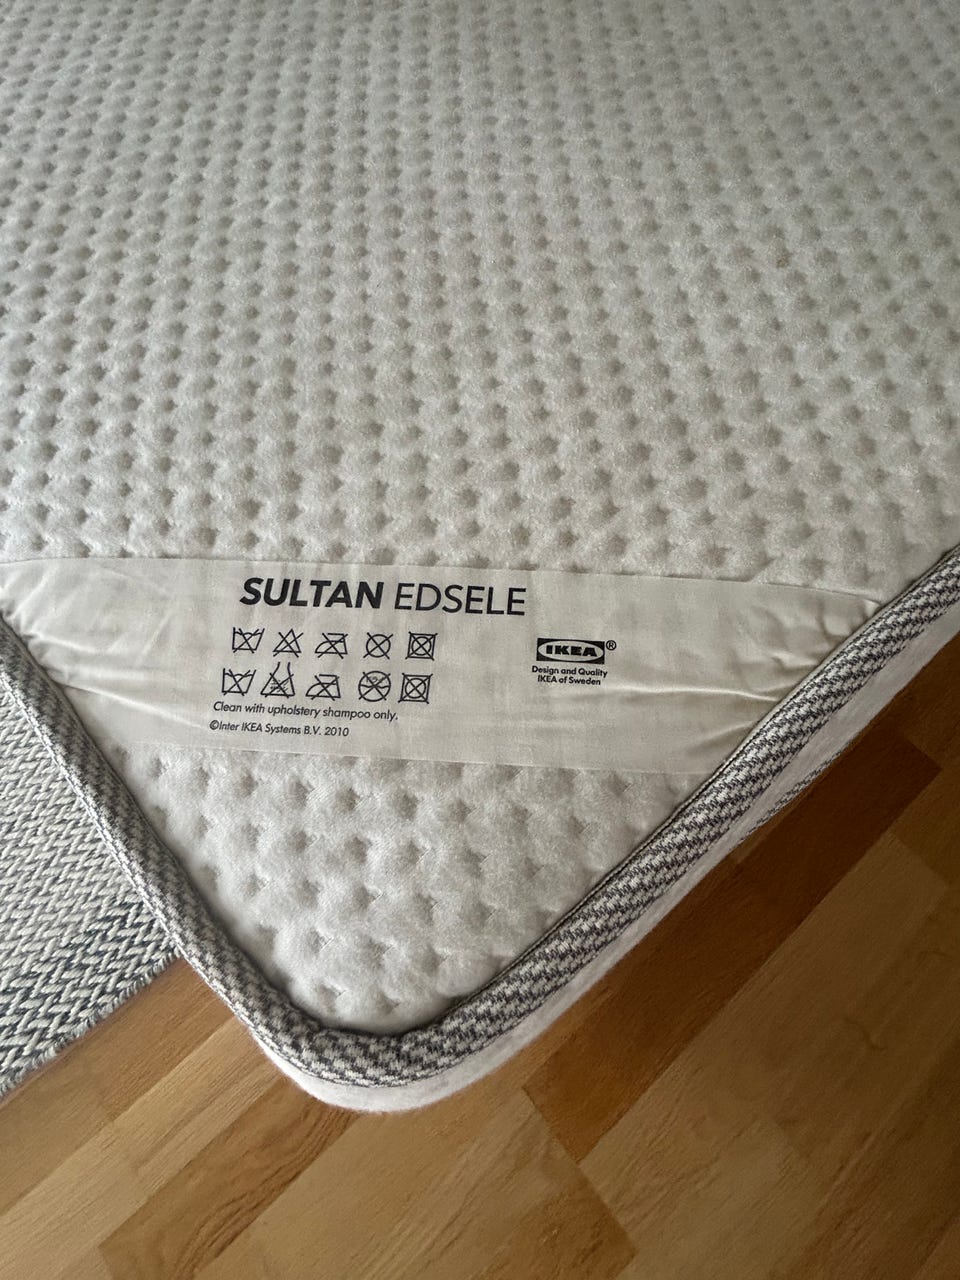 SULTAN EDSELE
IKEA®
Design and Quality
IKEA of Sweden
Clean with upholstery shampoo only.
©Inter IKEA Systems B.V. 2010